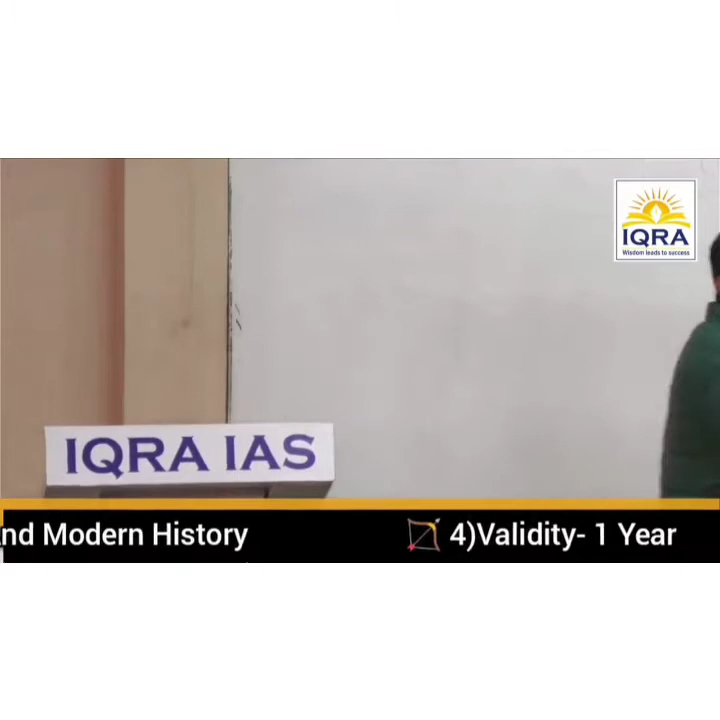 IQRA
Wisdom leads to success
IQRA IAS
nd Modern History 🏹 4)Validity- 1 Year